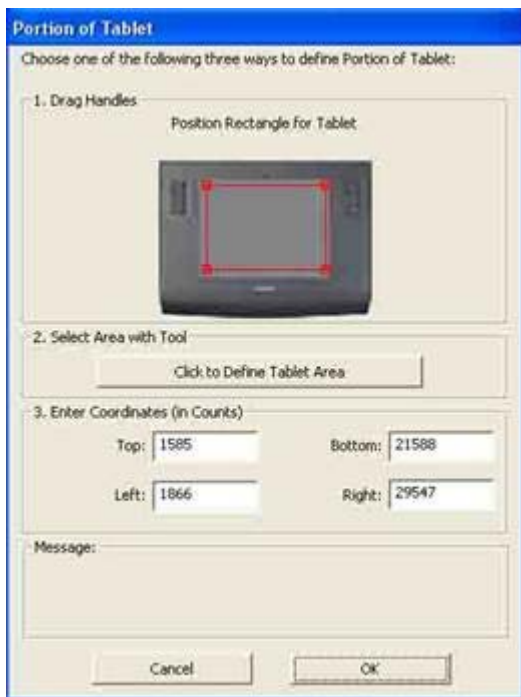 Portion of Tablet
Choose one of the following three ways to define Portion of Tablet:
1. Drag Handles
Position Rectangle for Tablet
2. Select Area with Tool
Click to Define Tablet Area
3. Enter Coordinates (in Counts)
Top: 1585 Bottom: 21588
Left: 1866 Right: 29547
Message:
Cancel OK